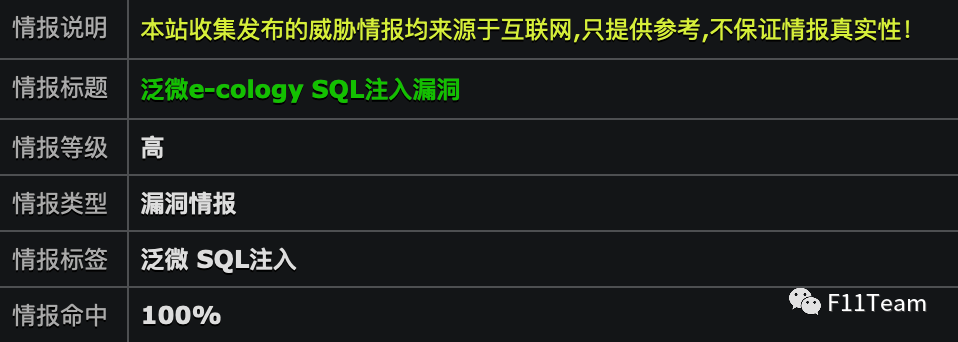 情报说明 本站收集发布的威胁情报均来源于互联网,只提供参考,不保证情报真实性!
情报标题 泛微e-cology SQL注入漏洞
情报等级 高
情报类型 漏洞情报
情报标签 泛微 SQL注入
情报命中 100%
F11Team